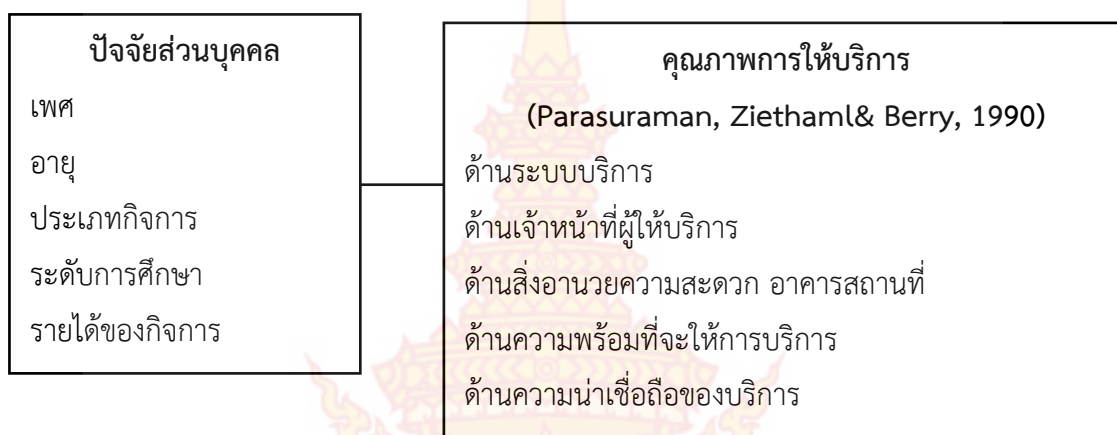 ปัจจัยส่วนบุคคล
เพศ
อายุ
ประเภทกิจการ
ระดับการศึกษา
รายได้ของกิจการ
คุณภาพการให้บริการ
(Parasuraman, Ziethaml& Berry, 1990)
ด้านระบบบริการ
ด้านเจ้าหน้าที่ผู้ให้บริการ
ด้านสิ่งอานวยความสะดวก อาคารสถานที่
ด้านความพร้อมที่จะให้การบริการ
ด้านความน่าเชื่อถือของบริการ